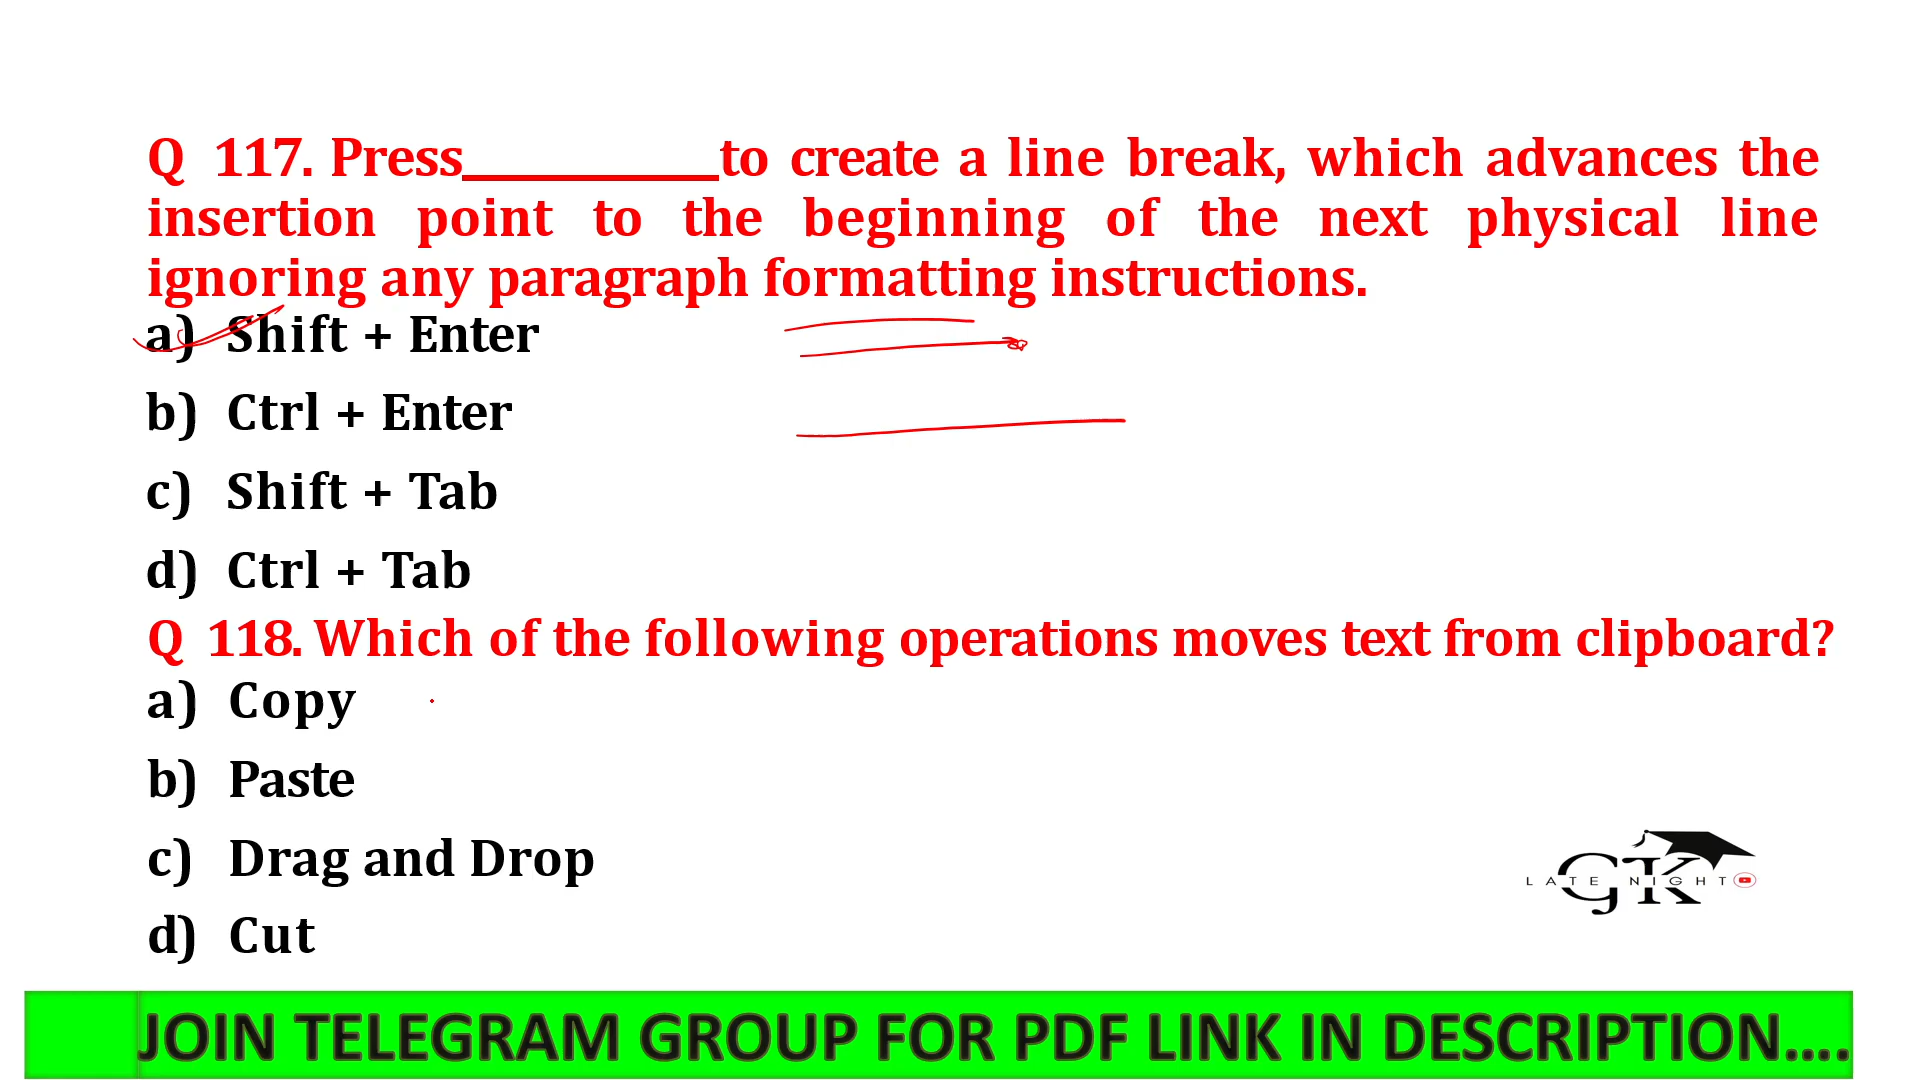 Q 117. Press_________to create a line break, which advances the
insertion point to the beginning of the next physical line
ignoring any paragraph formatting instructions.
a) Shift + Enter
b) Ctrl + Enter
c) Shift + Tab
d) Ctrl + Tab
Q 118. Which of the following operations moves text from clipboard?
a) Copy
b) Paste
c) Drag and Drop
d) Cut
GK
LATE NIGHT
JOIN TELEGRAM GROUP FOR PDF LINK IN DESCRIPTION....